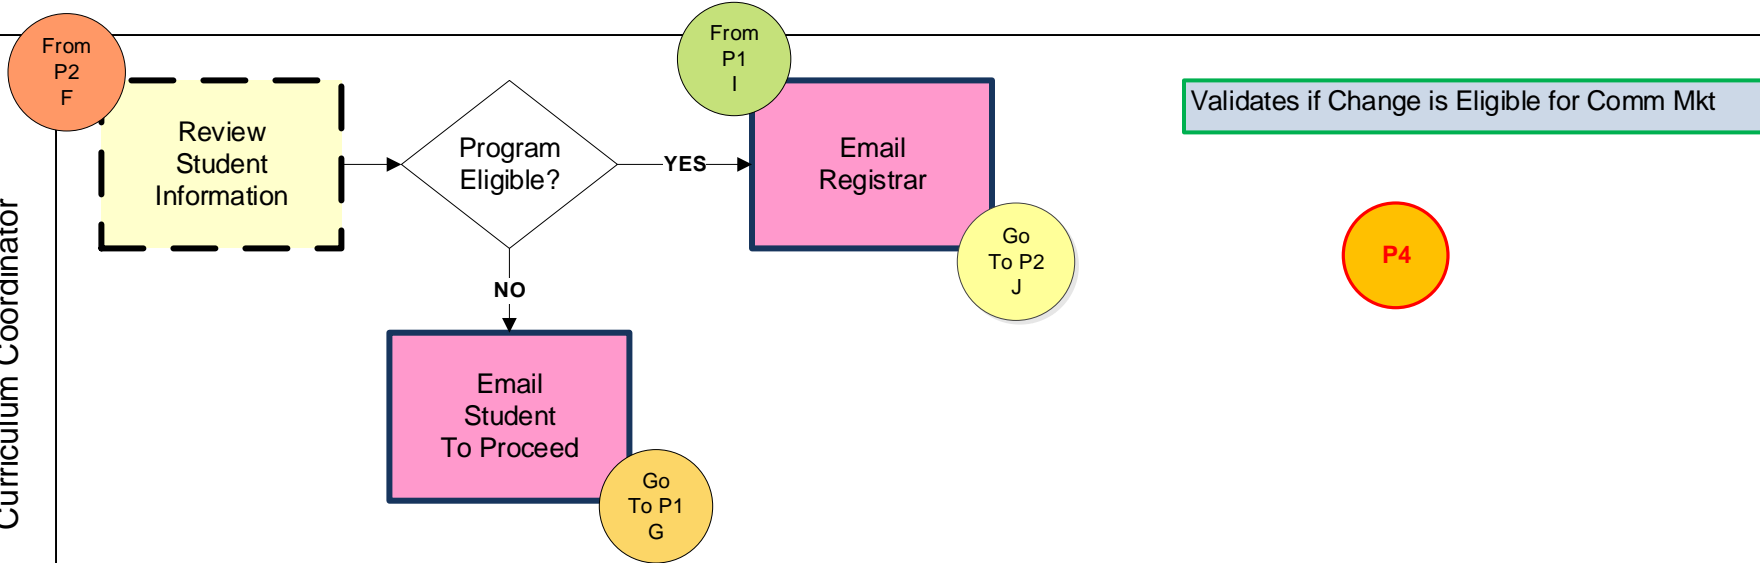 From
P2
F
Review
Student
Information
Program
Eligible?
YES
From
P1
I
Email
Registrar
Go
To P2
J
Validates if Change is Eligible for Comm Mkt
P4
NO
Email
Student
To Proceed
Go
To P1
G
Curriculum Coordinator